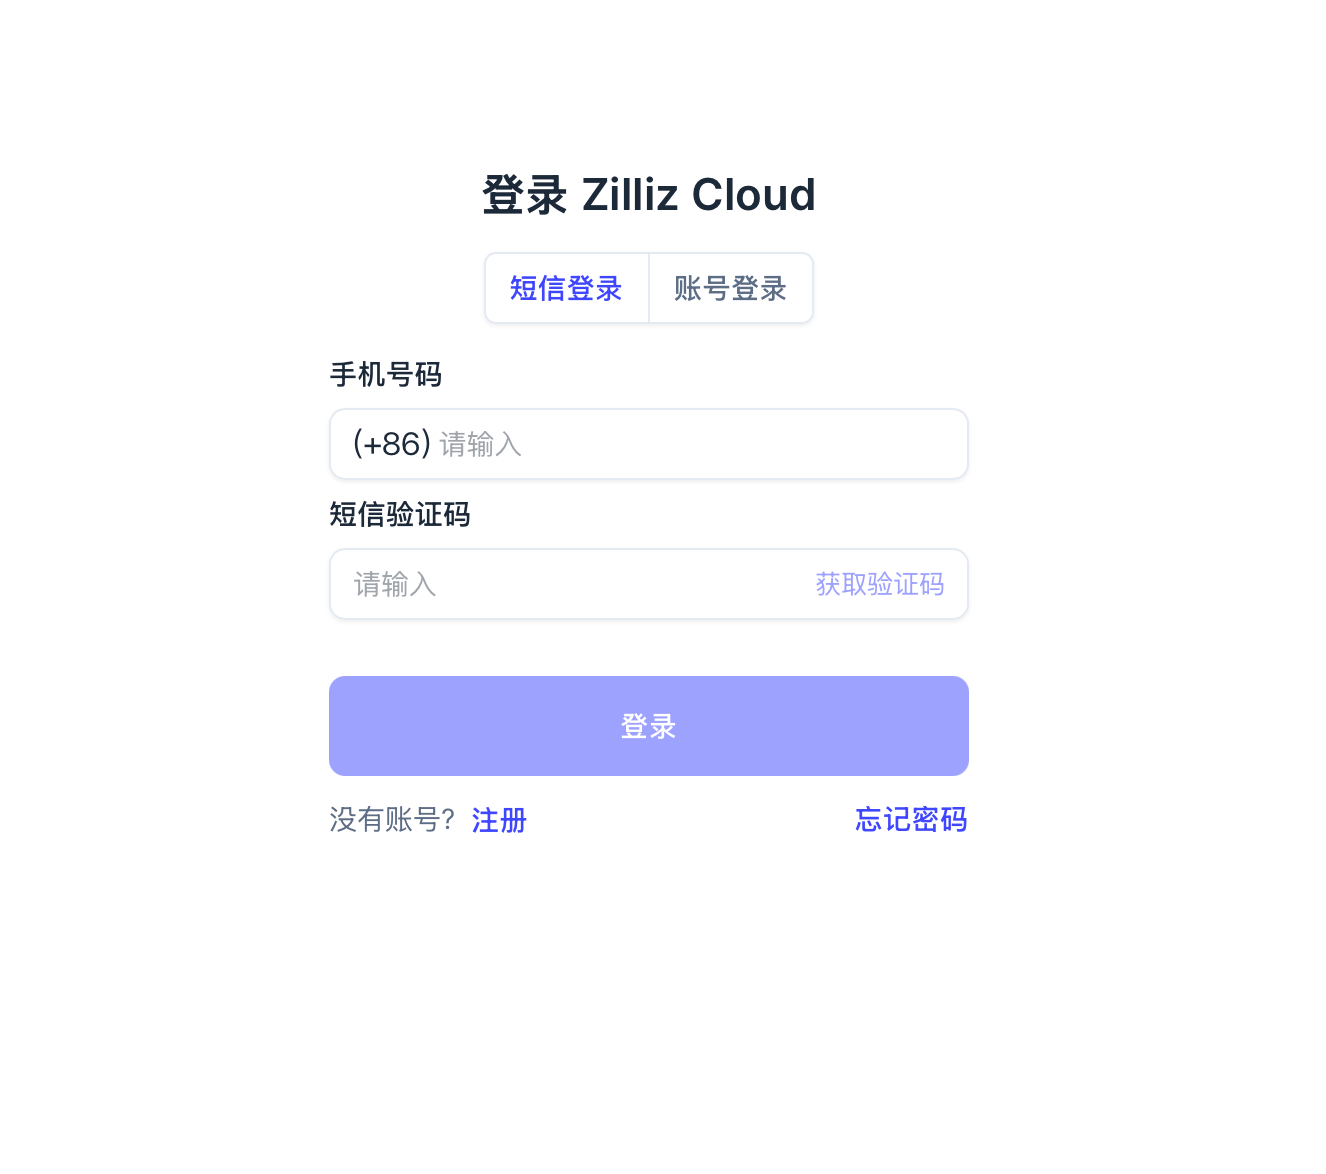 登录 Zilliz Cloud
短信登录 账号登录
手机号码
(+86) 请输入
短信验证码
请输入 获取验证码
登录
没有账号? 注册 忘记密码